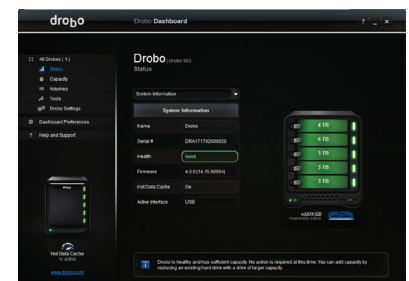 drobo
Drobo Dashboard
? _ ×
All Drobos ( 1 )
Status
Capacity
Volumes
Tools
Drobo Settings
Dashboard Preferences
? Help and Support
Hot Data Cache
is active
www.drobo.com
Drobo
Status
System Information
System Information
Name Drobo
Serial # DRA171702600050
Health Good
Firmware
Hot Data Cache On
Active Interface USB
4 TB
6 TB
3 TB
3 TB
3 TB
mSATA SSD
Drobo is healthy and has sufficient capacity. No action is required at this time. You can add capacity by
replacing an existing hard drive with a drive of larger capacity.